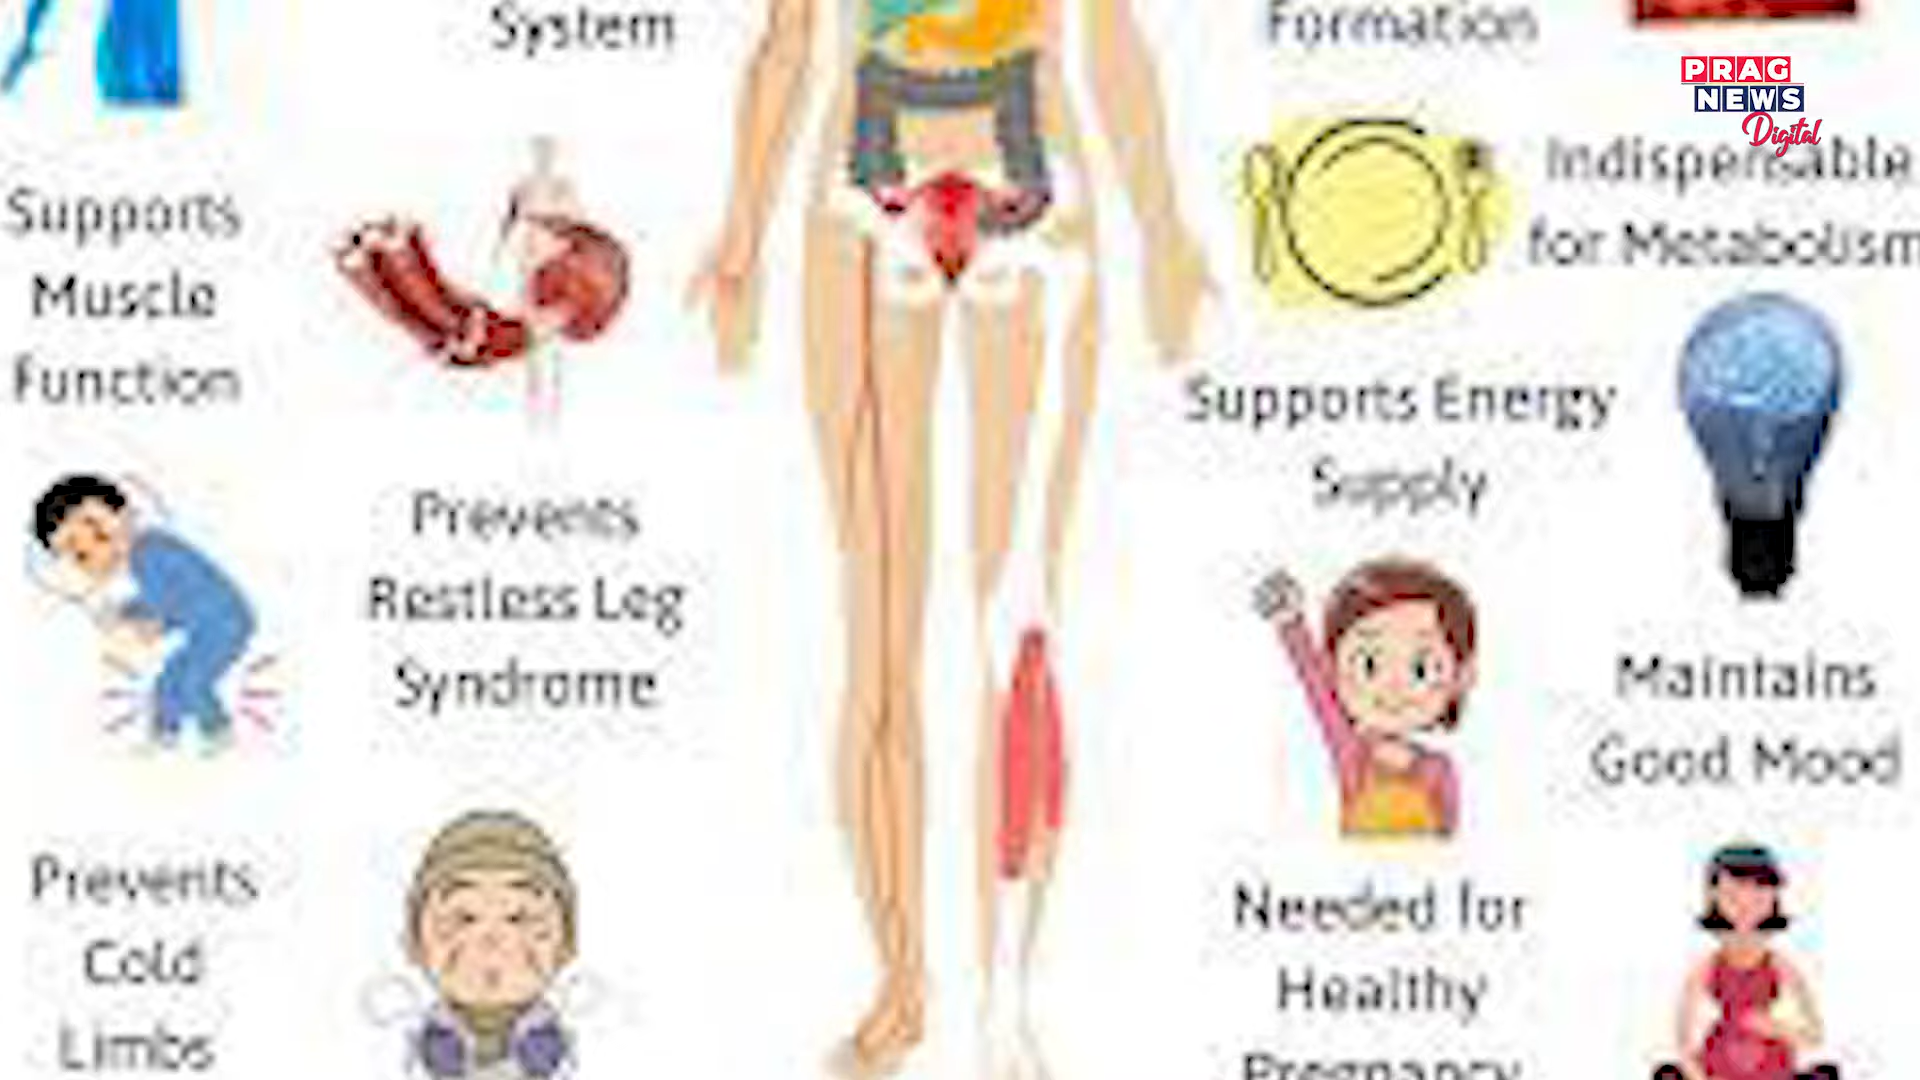 System
Formation
PRAG
NEWS
Digital
Indispensable
for Metabolism
Supports
Muscle
Function
Supports Energy
Supply
Prevents
Restless Leg
Syndrome
Maintains
Good Mood
Prevents
Cold
Limbs
Needed for
Healthy
Pregnancy